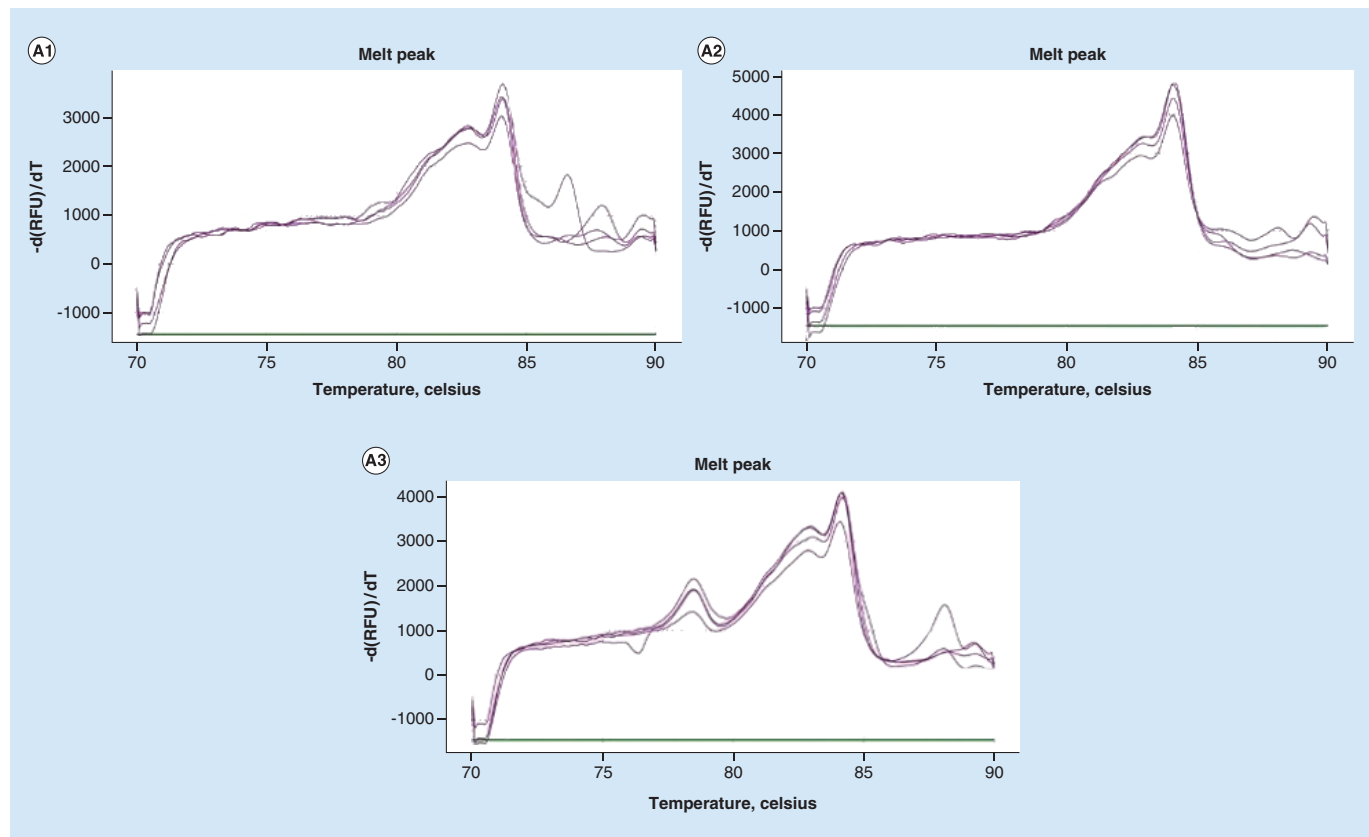 A1
Melt peak
-d(RFU)/dT
3000
2000
1000
0
-1000
70 75 80 85 90
Temperature, celsius
A2
Melt peak
-d(RFU)/dT
5000
4000
3000
2000
1000
0
-1000
70 75 80 85 90
Temperature, celsius
A3
Melt peak
-d(RFU)/dT
4000
3000
2000
1000
0
-1000
70 75 80 85 90
Temperature, celsius